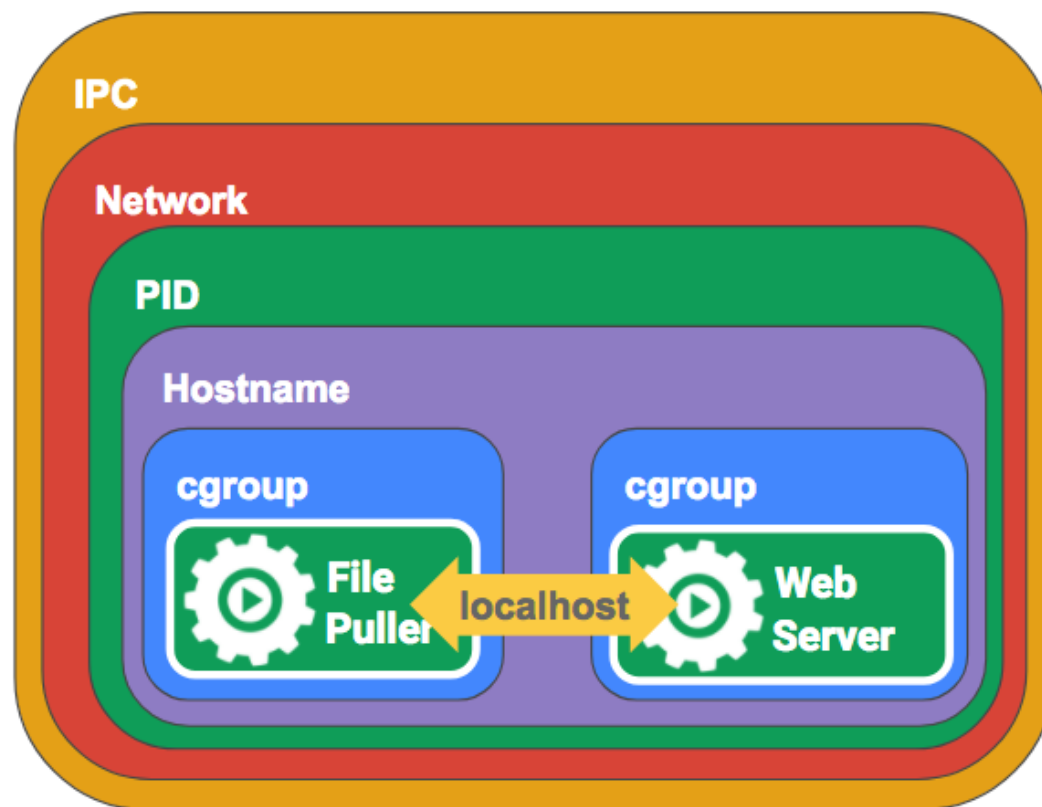 IPC
Network
PID
Hostname
cgroup
File
Puller
localhost
cgroup
Web
Server